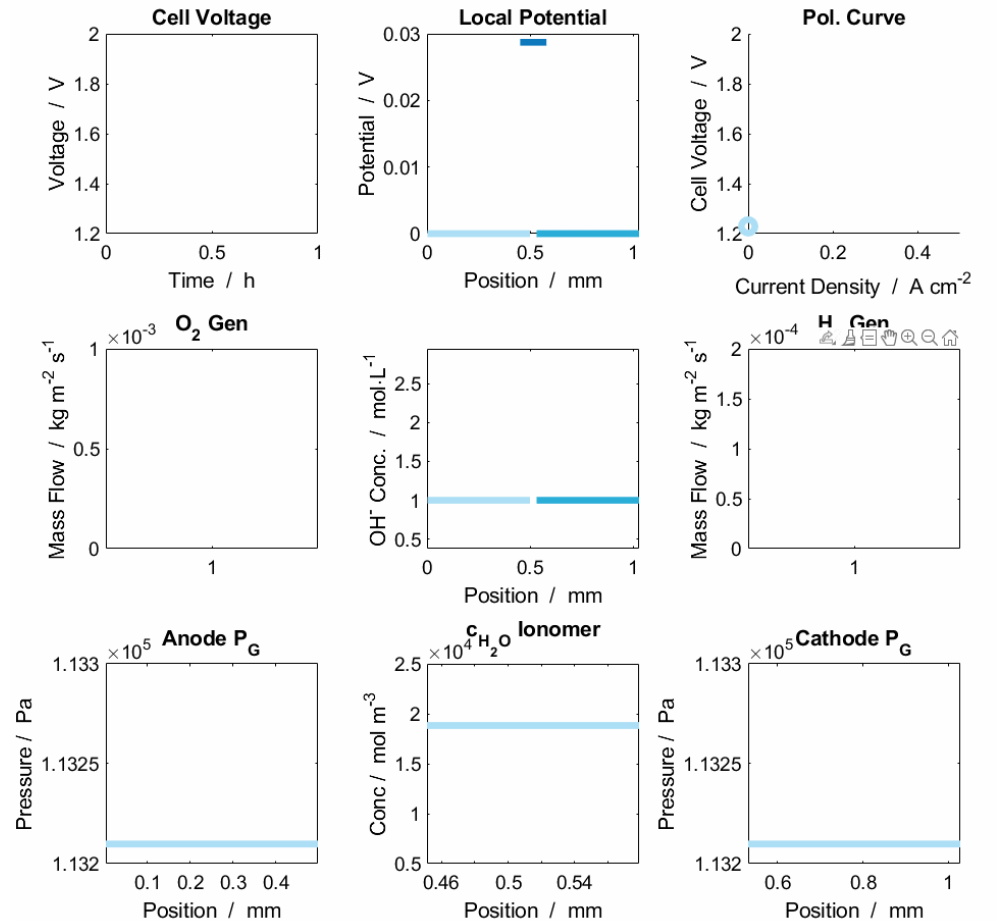 Cell Voltage
Voltage / V
2
1.8
1.6
1.4
1.2
0
0.5
1
Time / h
Local Potential
Potential / V
0.03
0.02
0.01
0
0
0.5
1
Position / mm
Pol. Curve
Cell Voltage / V
2
1.8
1.6
1.4
1.2
0
0.2
0.4
Current Density / A cm⁻²
O₂ Gen
×10⁻³
Mass Flow / kg m⁻² s⁻¹
1
0.5
0
1
OH⁻ Conc. / mol·L⁻¹
2.5
2
1.5
1
0.5
0
0.5
1
Position / mm
H Gen
×10⁻⁴
Mass Flow / kg m⁻² s⁻¹
2
1.5
1
0.5
0
1
Anode P_G
×10⁵
Pressure / Pa
1.133
1.1325
1.132
0.1
0.2
0.3
0.4
Position / mm
c_H₂O Ionomer
×10⁴
Conc / mol m⁻³
2.5
2
1.5
1
0.5
0.46
0.5
0.54
Position / mm
Cathode P_G
×10⁵
Pressure / Pa
1.133
1.1325
1.132
0.6
0.8
1
Position / mm